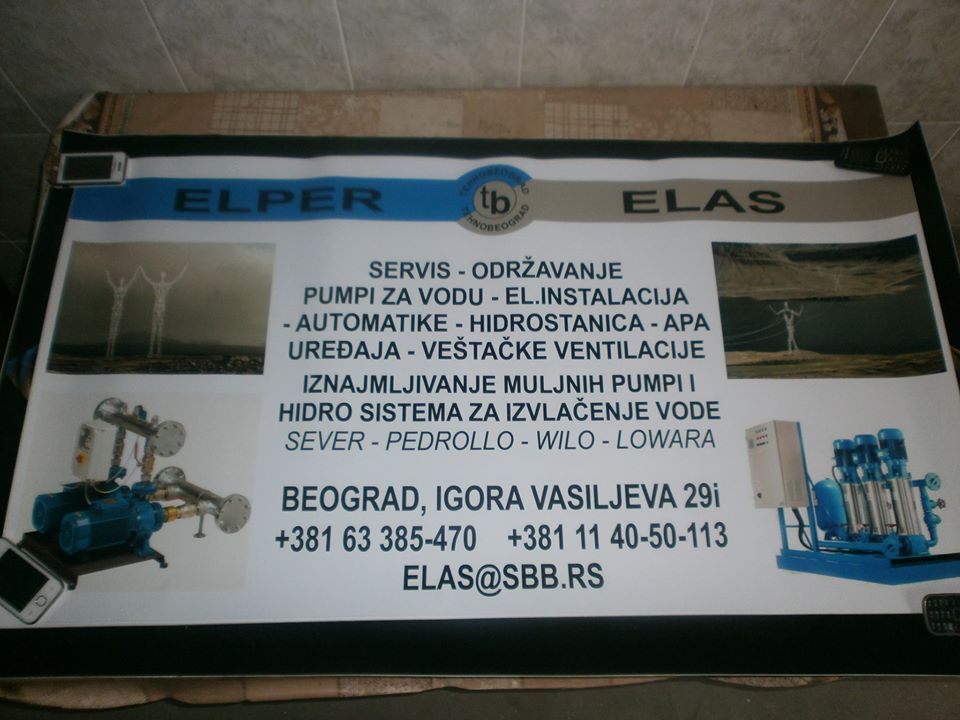 ELPER
TEHNOBEOGRAD
tb
TEHNOBEOGRAD
ELAS
SERVIS - ODRŽAVANJE
PUMPI ZA VODU - EL.INSTALACIJA
- AUTOMATIKE - HIDROSTANICA - APA
UREĐAJA - VEŠTAČKE VENTILACIJE
IZNAJMLJIVANJE MULJNIH PUMPI I
HIDRO SISTEMA ZA IZVLAČENJE VODE
SEVER - PEDROLLO - WILO - LOWARA
BEOGRAD, IGORA VASILJEVA 29i
+381 63 385-470 +381 11 40-50-113
ELAS@SBB.RS